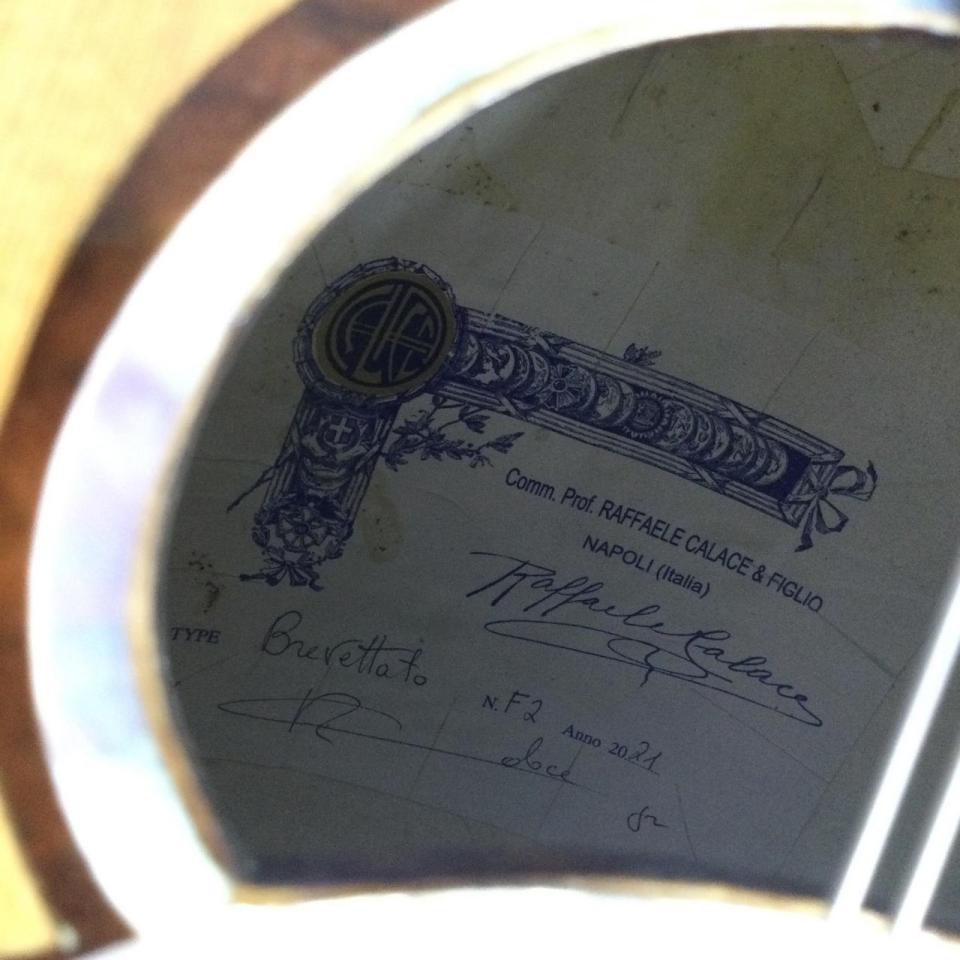 Comm. Prof. RAFFAELE CALACE & FIGLIO
NAPOLI (Italia)
Raffaele Calace
TYPE Brevettato
N. F2 Anno 2021